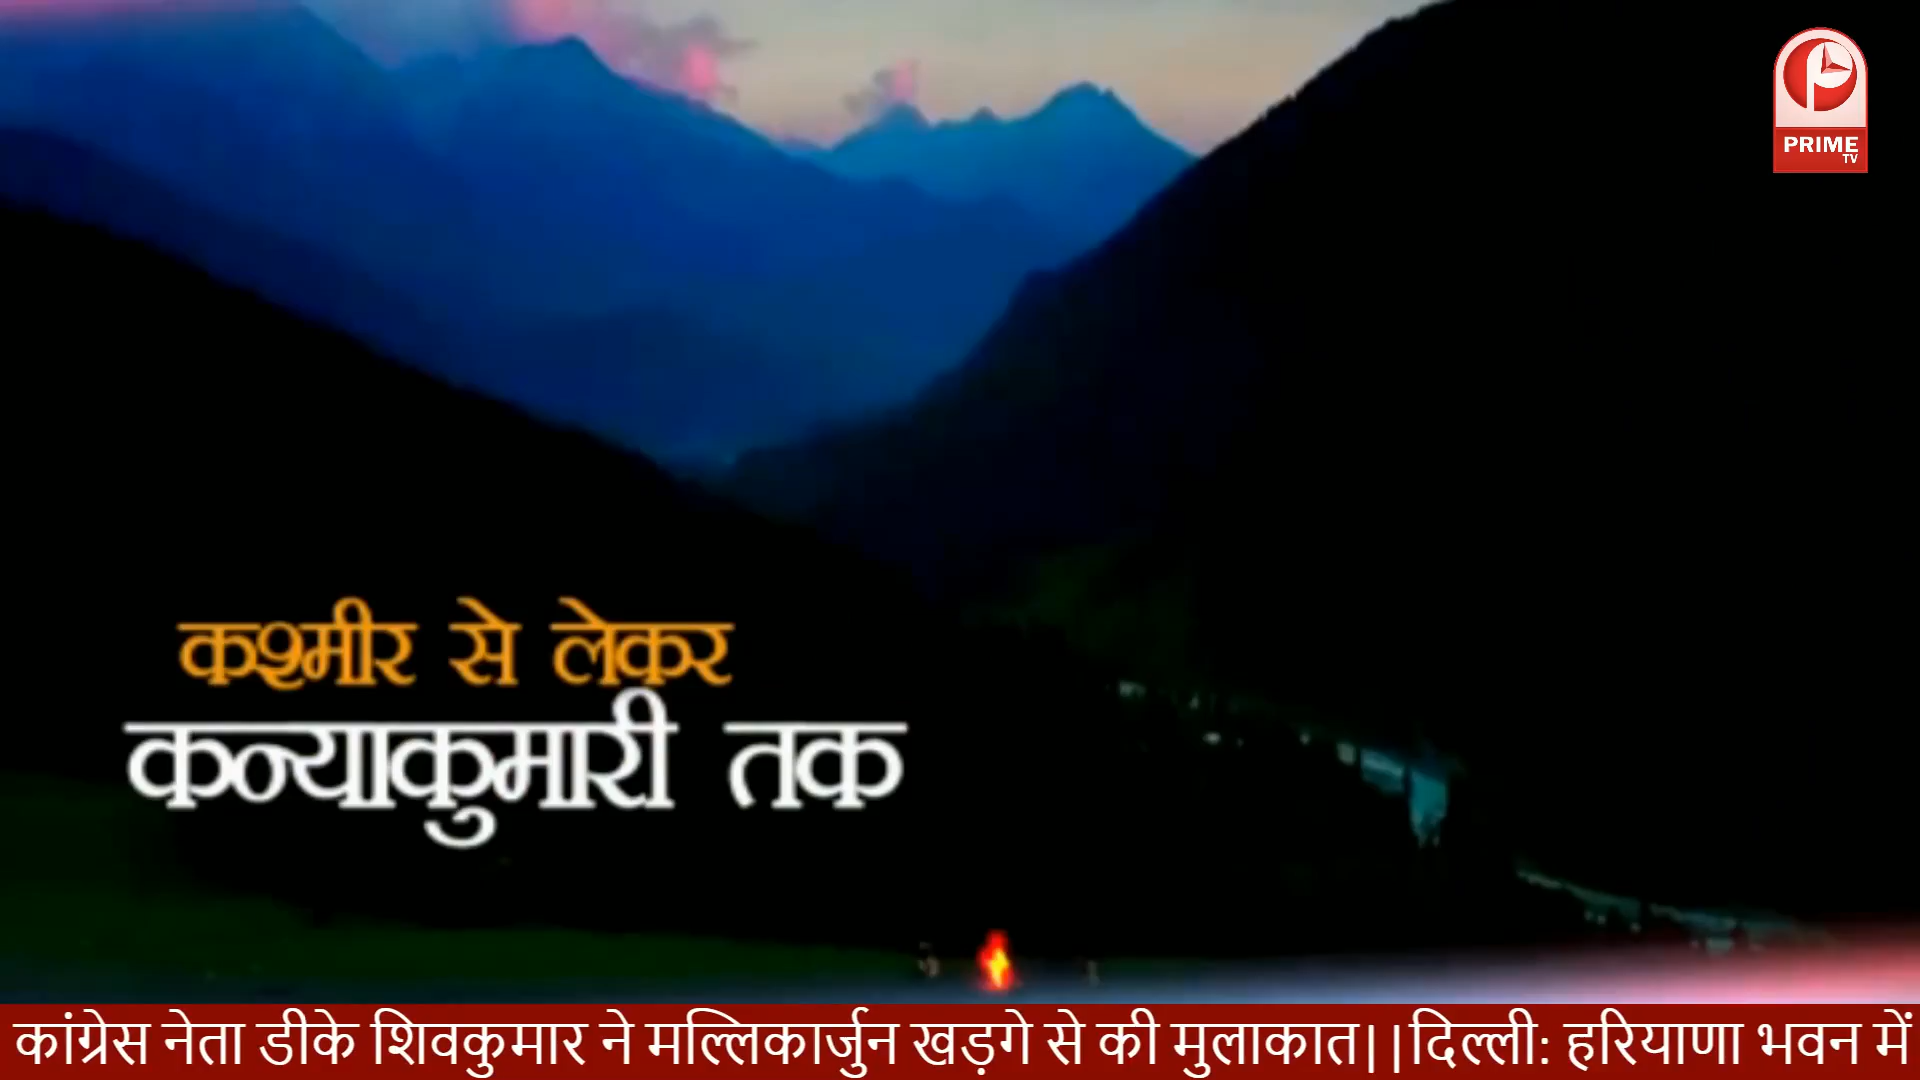 PRIME
TV
कश्मीर से लेकर
कन्याकुमारी तक
कांग्रेस नेता डीके शिवकुमार ने मल्लिकार्जुन खड़गे से की मुलाकात||दिल्ली: हरियाणा भवन में